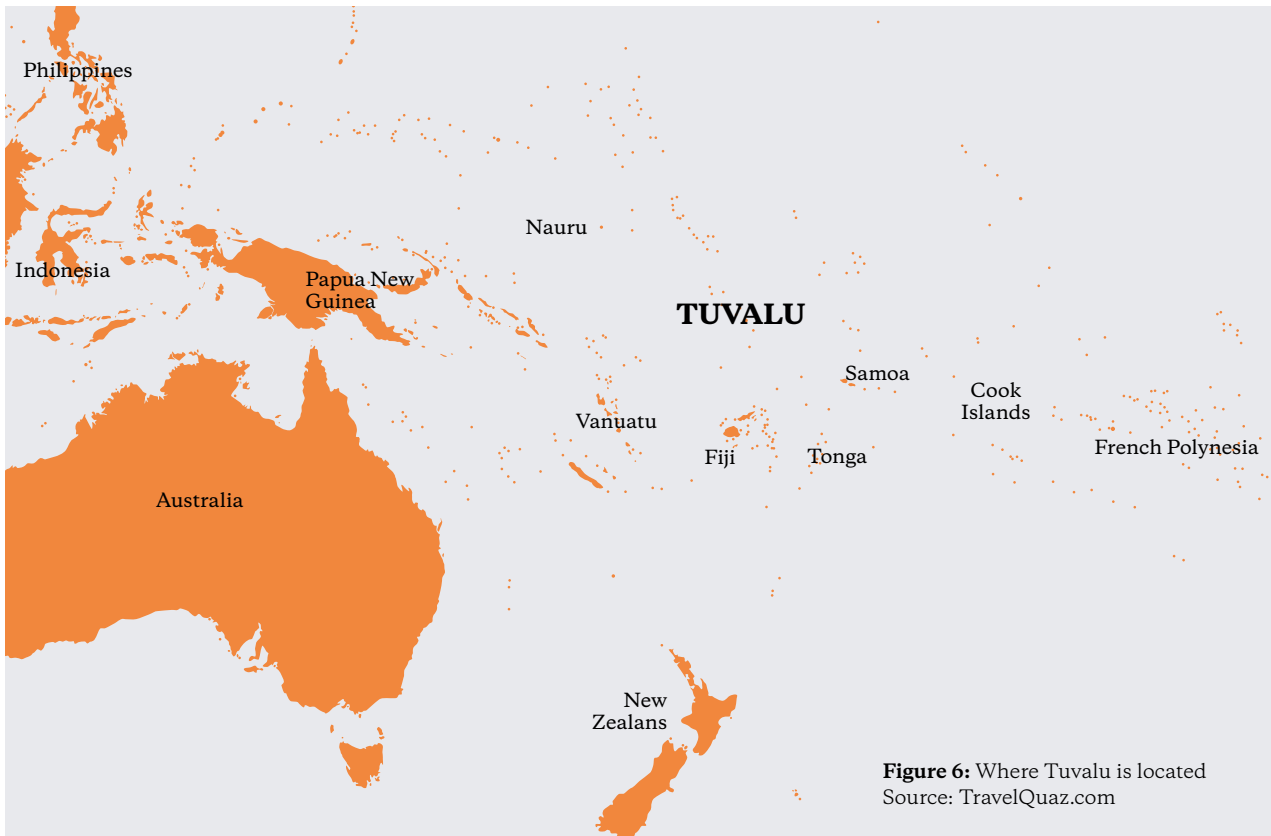 Philippines
Nauru
Indonesia
Papua New
Guinea
TUVALU
Samoa
Cook
Islands
Vanuatu
Fiji
Tonga
French Polynesia
Australia
New
Zealans
Figure 6: Where Tuvalu is located
Source: TravelQuaz.com